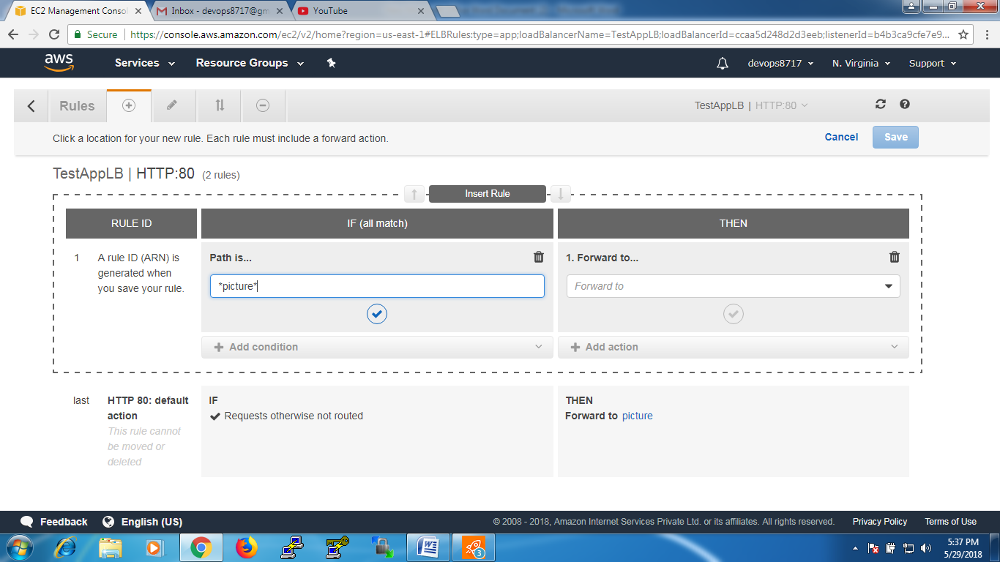 EC2 Management Consol
Inbox - devops8717@gm
YouTube
Secure
https://console.aws.amazon.com/ec2/v2/home?region=us-east-1#ELBRules:type=app;loadBalancerName=TestAppLB;loadBalancerId=ccaa5d248d2d3eeb;listenerId=b4b3ca9cfe7e9...
aws
Services
Resource Groups
devops8717
N. Virginia
Support
Rules
TestAppLB | HTTP:80
Click a location for your new rule. Each rule must include a forward action.
Cancel
Save
TestAppLB | HTTP:80 (2 rules)
Insert Rule
RULE ID
IF (all match)
THEN
1
A rule ID (ARN) is
generated when
you save your rule.
Path is...
*picture*
1. Forward to...
Forward to
Add condition
Add action
last
HTTP 80: default
action
This rule cannot
be moved or
deleted
IF
Requests otherwise not routed
THEN
Forward to picture
Feedback
English (US)
© 2008 - 2018, Amazon Internet Services Private Ltd. or its affiliates. All rights reserved.
Privacy Policy
Terms of Use
3
5:37 PM
5/29/2018